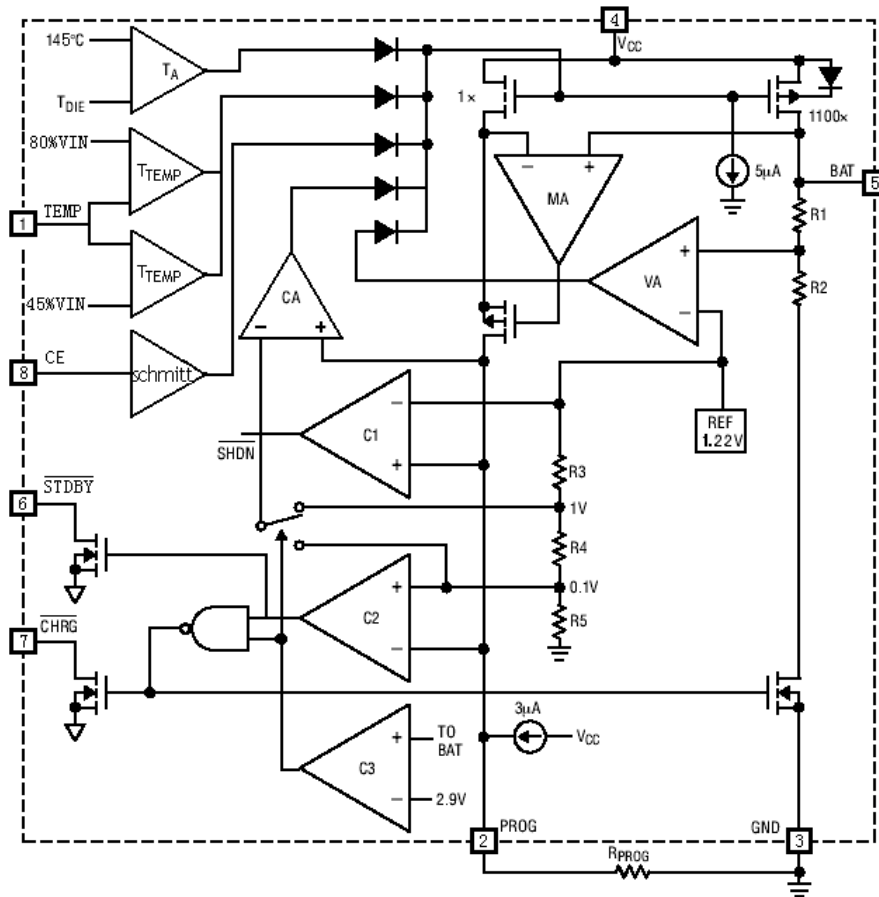 4
145°C
VCC
TA
TDIE
1×
1100×
80%VIN
TTEMP
− +
MA
5µA
BAT
5
1
TEMP
R1
TTEMP
+
VA
−
R2
45%VIN
CA
− +
8
CE
schmitt
−
C1
+
SHDN
REF
1.22V
R3
STDBY
6
1V
R4
+
C2
−
0.1V
R5
CHRG
7
3µA
VCC
+
C3
−
TO
BAT
2.9V
2
PROG
GND
3
RPROG